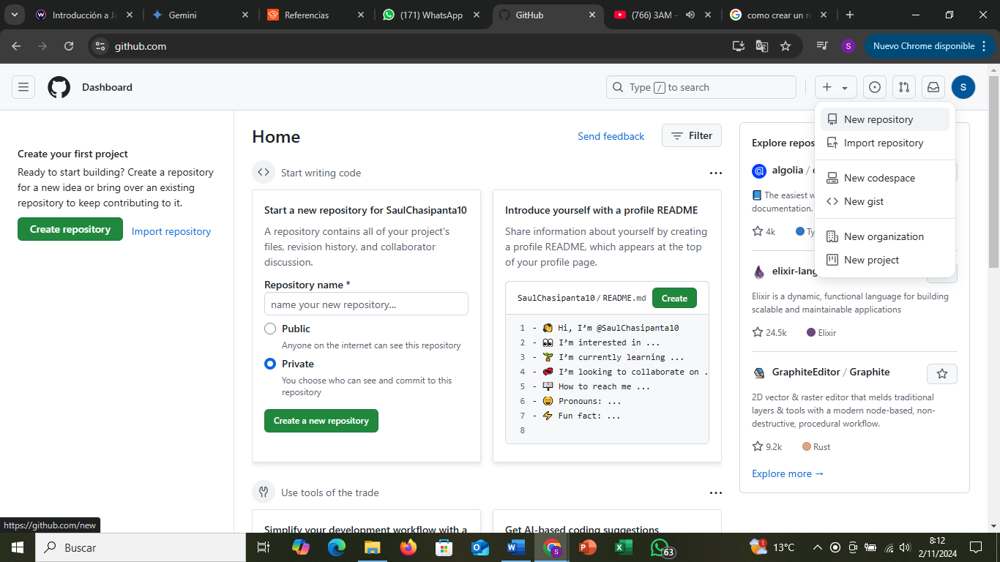 Introducción a Ja
Gemini
Referencias
(171) WhatsApp
GitHub
(766) 3AM -
como crear un re
github.com
S
Nuevo Chrome disponible
Dashboard
Type / to search
S
New repository
Import repository
New codespace
New gist
New organization
New project
Create your first project
Ready to start building? Create a repository
for a new idea or bring over an existing
repository to keep contributing to it.
Create repository
Import repository
Home
Send feedback
Filter
Start writing code
Start a new repository for SaulChasipanta10
A repository contains all of your project's
files, revision history, and collaborator
discussion.
Repository name *
name your new repository...
Public
Anyone on the internet can see this repository
Private
You choose who can see and commit to this
repository
Create a new repository
Introduce yourself with a profile README
Share information about yourself by creating
a profile README, which appears at the top
of your profile page.
SaulChasipanta10 / README.md
Create
1 - 👋 Hi, I'm @SaulChasipanta10
2 - 👀 I'm interested in ...
3 - 🌱 I'm currently learning ...
4 - 💞️ I'm looking to collaborate on .
5 - 📫 How to reach me ...
6 - 😄 Pronouns: ...
7 - ⚡ Fun fact: ...
8
Use tools of the trade
Simplify your development workflow with a
Get AI-based coding suggestions
Explore repos
algolia /
The easiest w
documentation.
4k
Ty
elixir-lang
Elixir is a dynamic, functional language for building
scalable and maintainable applications
24.5k
Elixir
GraphiteEditor / Graphite
2D vector & raster editor that melds traditional
layers & tools with a modern node-based, non-
destructive, procedural workflow.
9.2k
Rust
Explore more →
https://github.com/new
Buscar
S
63
1
13°C
8:12
2/11/2024